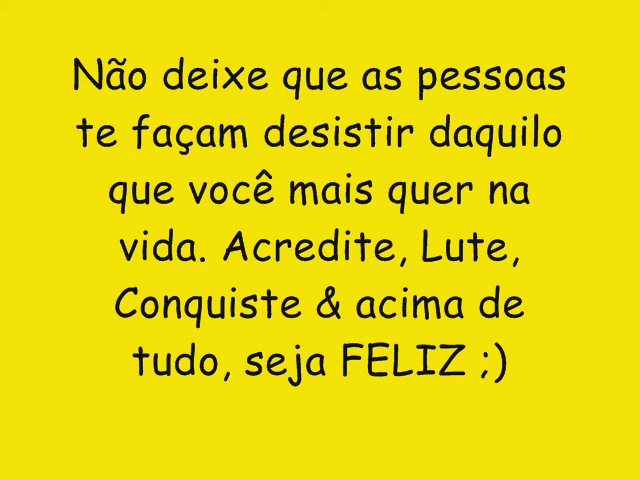 Não deixe que as pessoas
te façam desistir daquilo
que você mais quer na
vida. Acredite, Lute,
Conquiste & acima de
tudo, seja FELIZ ;)